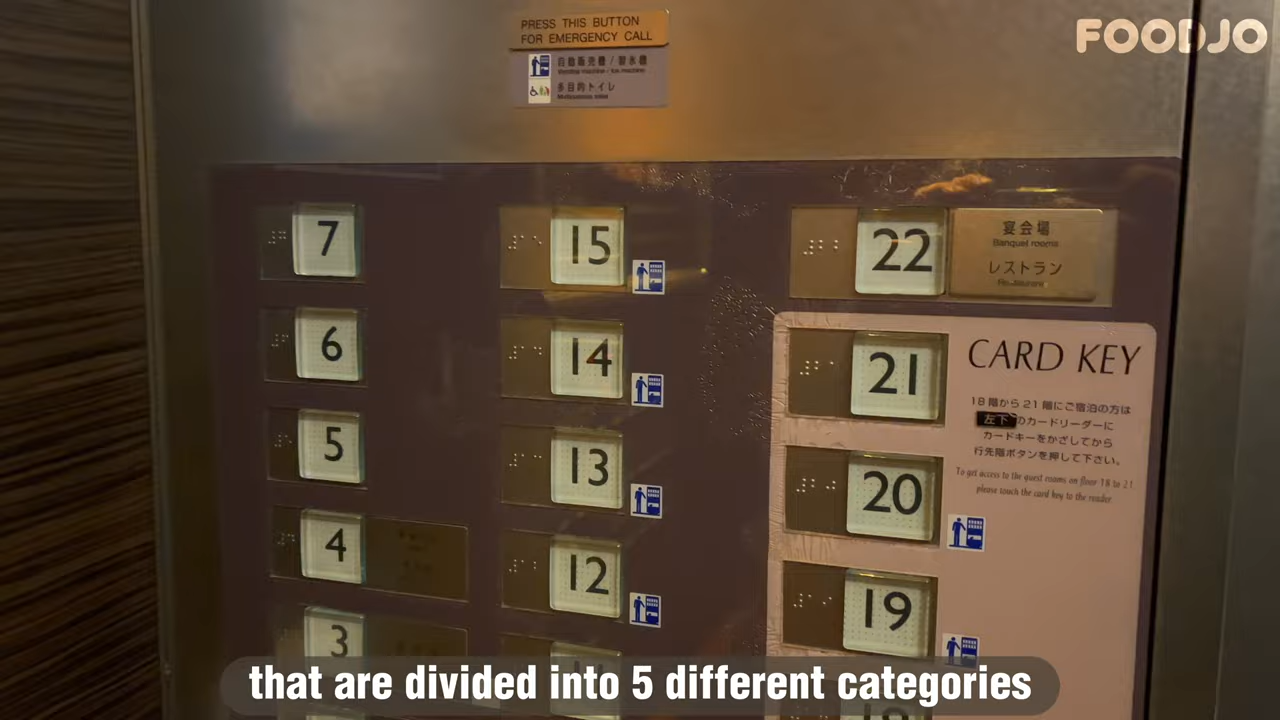 FOODJO
PRESS THIS BUTTON
FOR EMERGENCY CALL
自動販売機 / 製氷機
Vending machine / Ice machine
多目的トイレ
7
6
5
4
3
15
14
13
12
11
22
宴会場
Banquet rooms
レストラン
Restaurant
21
20
19
CARD KEY
18階から21階にご宿泊の方は
左下のカードリーダーに
カードキーをかざしてから
行先階ボタンを押して下さい。
To get access to the guest rooms on floor 18 to 21
please touch the card key to the reader
that are divided into 5 different categories